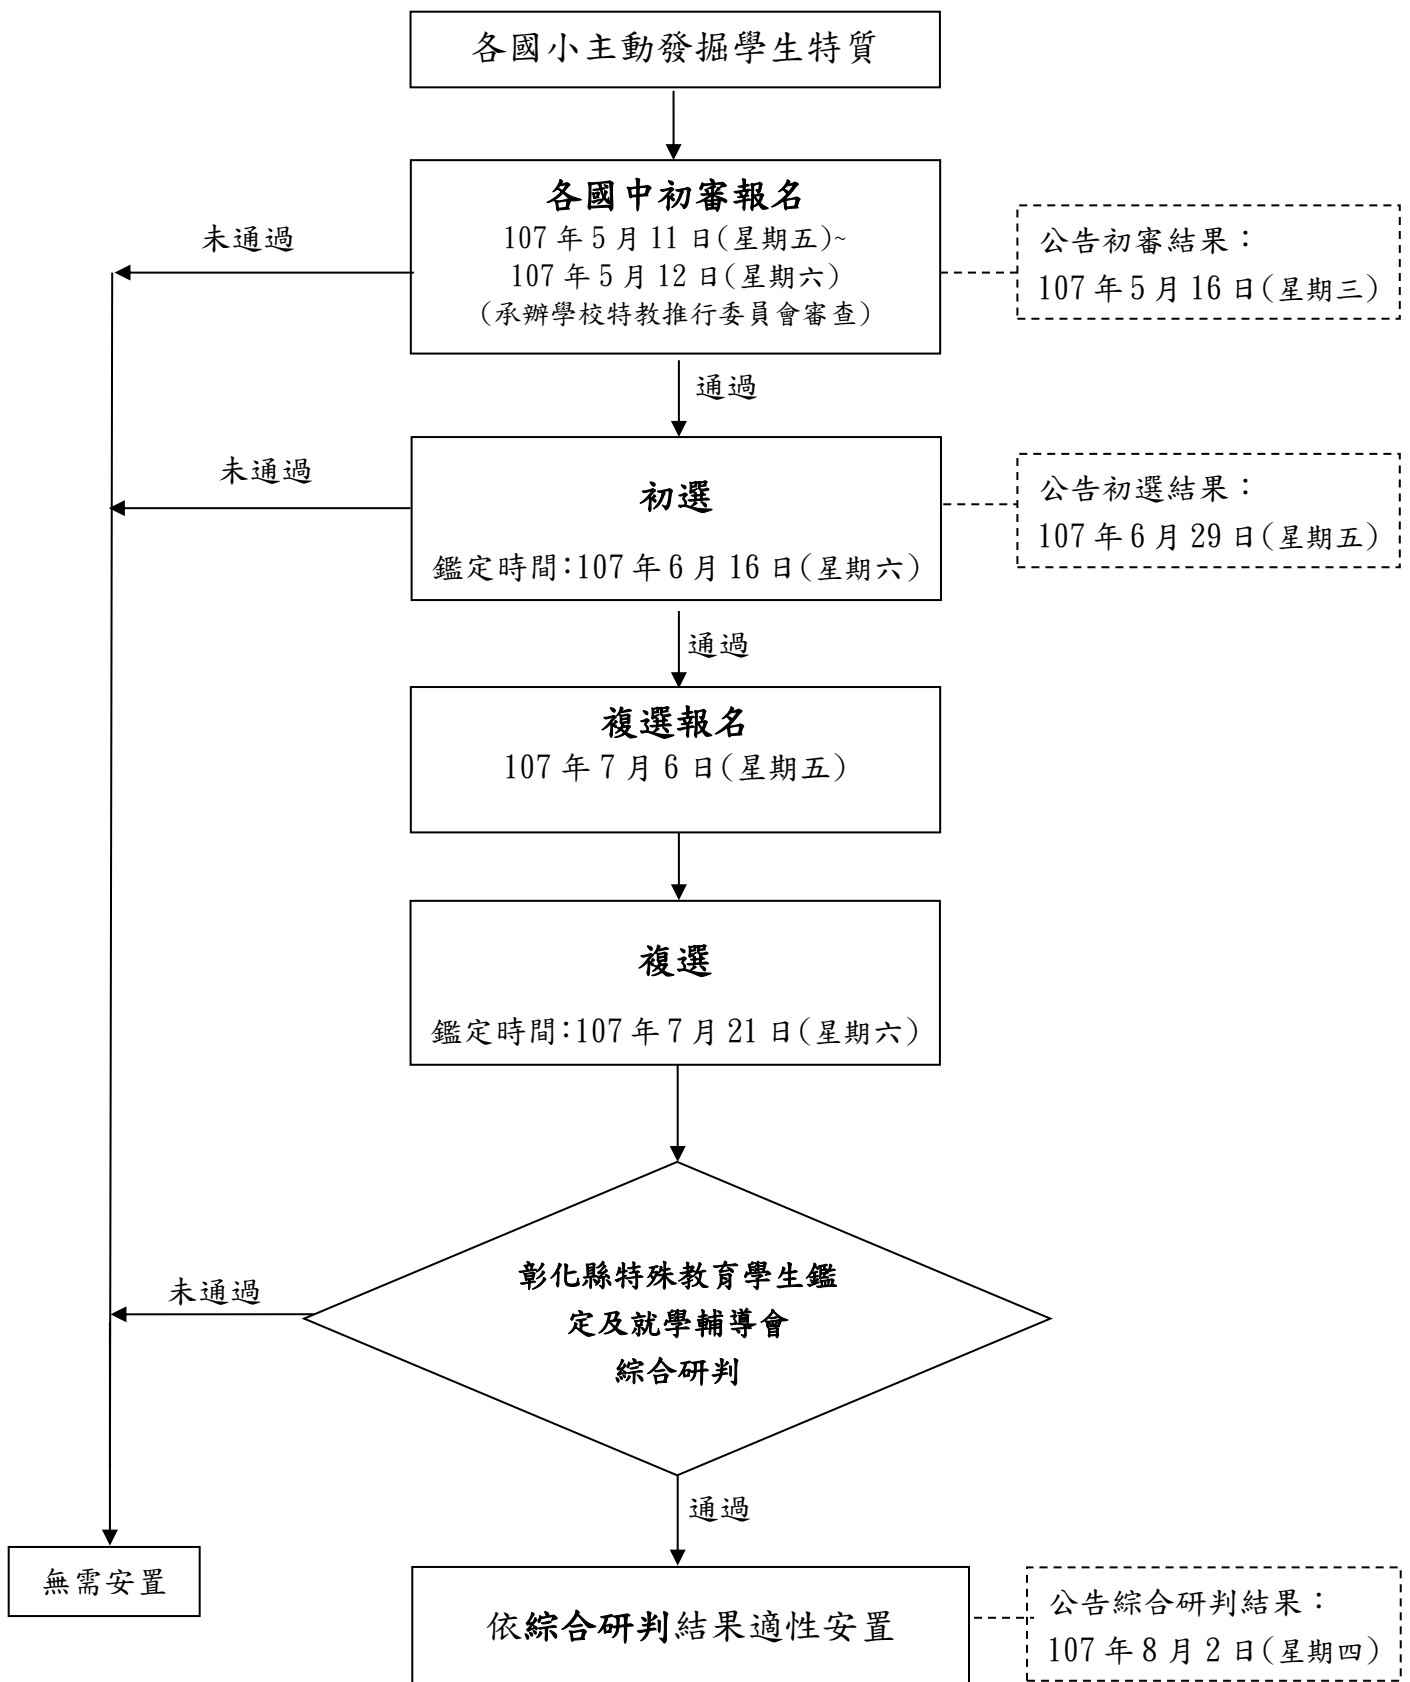 各國小主動發掘學生特質
各國中初審報名
107 年 5 月 11 日(星期五)~
107 年 5 月 12 日(星期六)
(承辦學校特教推行委員會審查)
未通過
公告初審結果：
107 年 5 月 16 日(星期三)
通過
未通過
初選
鑑定時間:107 年 6 月 16 日(星期六)
公告初選結果：
107 年 6 月 29 日(星期五)
通過
複選報名
107 年 7 月 6 日(星期五)
複選
鑑定時間:107 年 7 月 21 日(星期六)
未通過
彰化縣特殊教育學生鑑
定及就學輔導會
綜合研判
通過
無需安置
依綜合研判結果適性安置
公告綜合研判結果：
107 年 8 月 2 日(星期四)